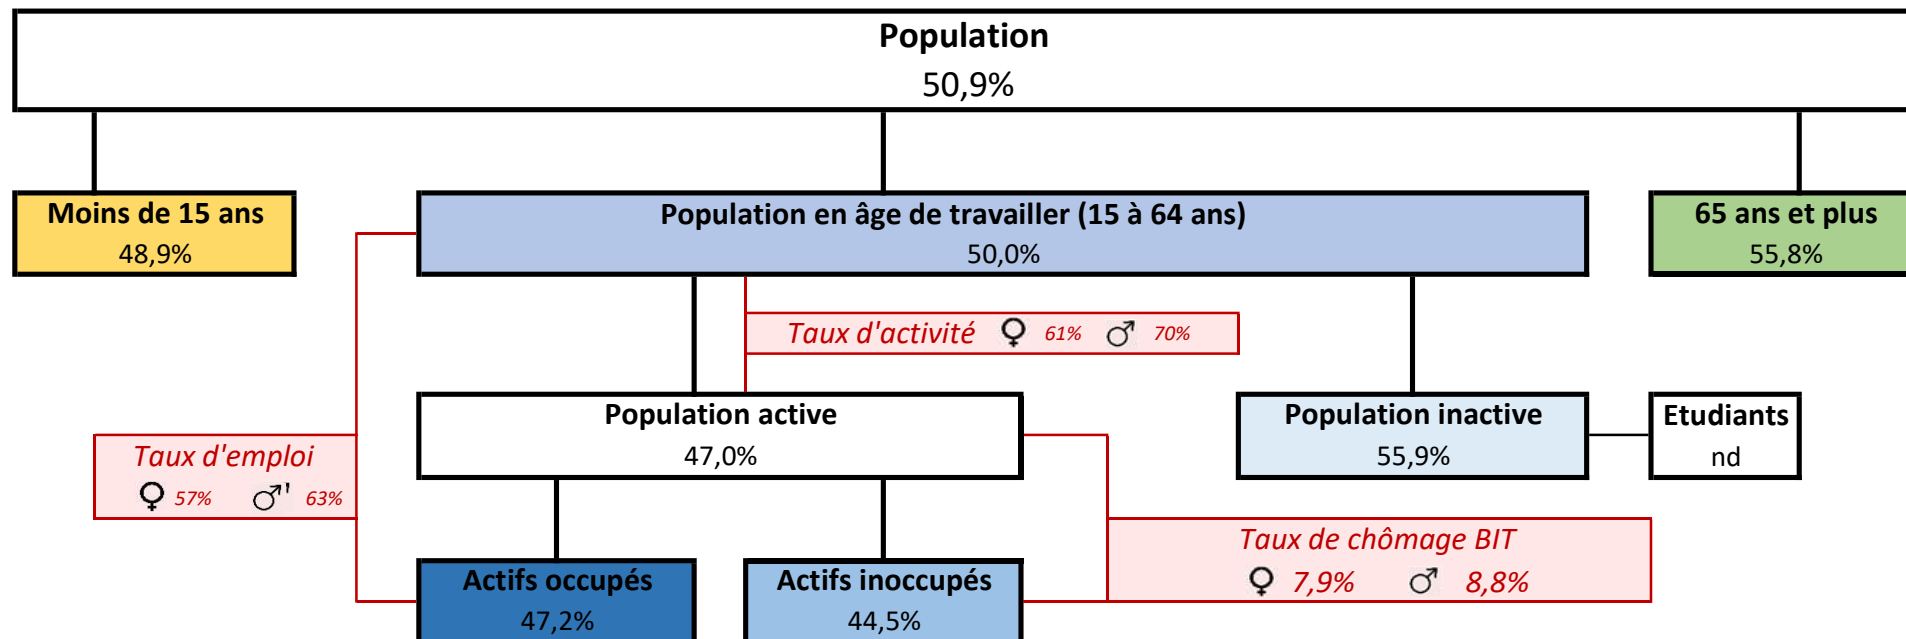 Population
50,9%
Moins de 15 ans
48,9%
Population en âge de travailler (15 à 64 ans)
50,0%
65 ans et plus
55,8%
Taux d'activité ♀ 61% ♂ 70%
Population active
47,0%
Population inactive
55,9%
Etudiants
nd
Taux d'emploi
♀ 57% ♂' 63%
Taux de chômage BIT
♀ 7,9% ♂ 8,8%
Actifs occupés
47,2%
Actifs inoccupés
44,5%